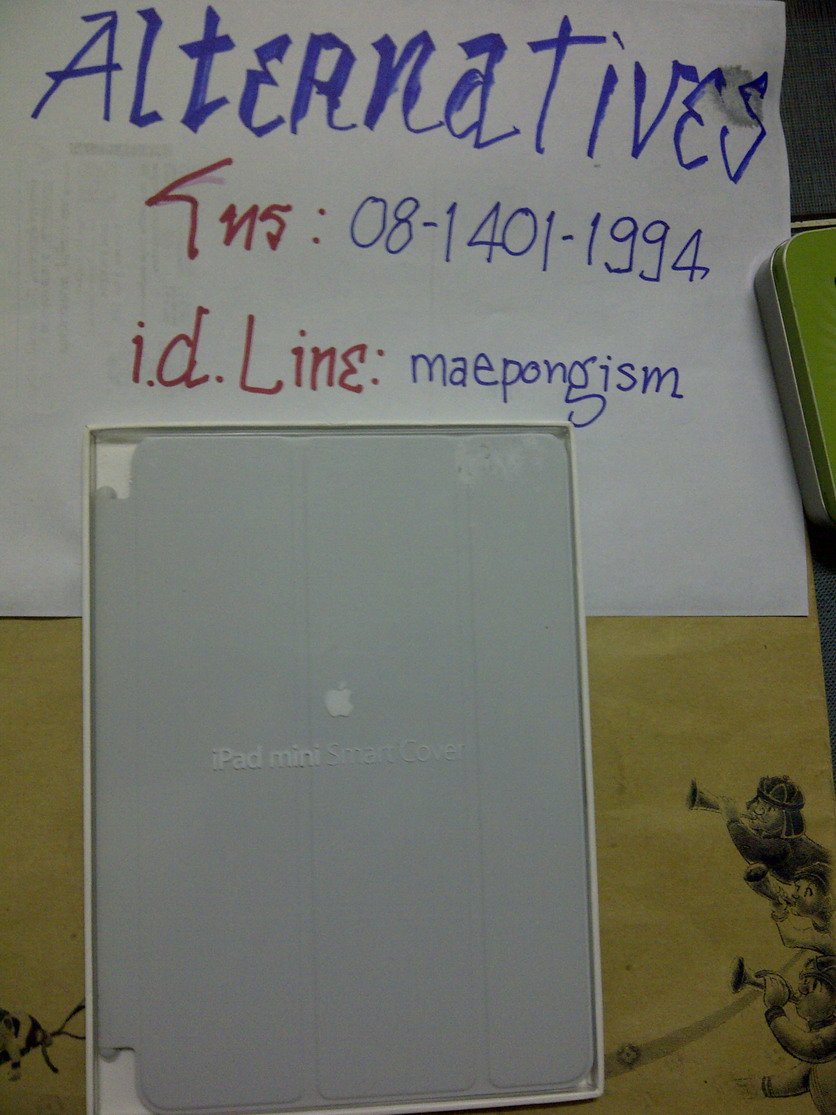 ALTERNATIVES
โทร : 08-1401-1994
i.d. Line: maepongism
iPad mini Smart Cover